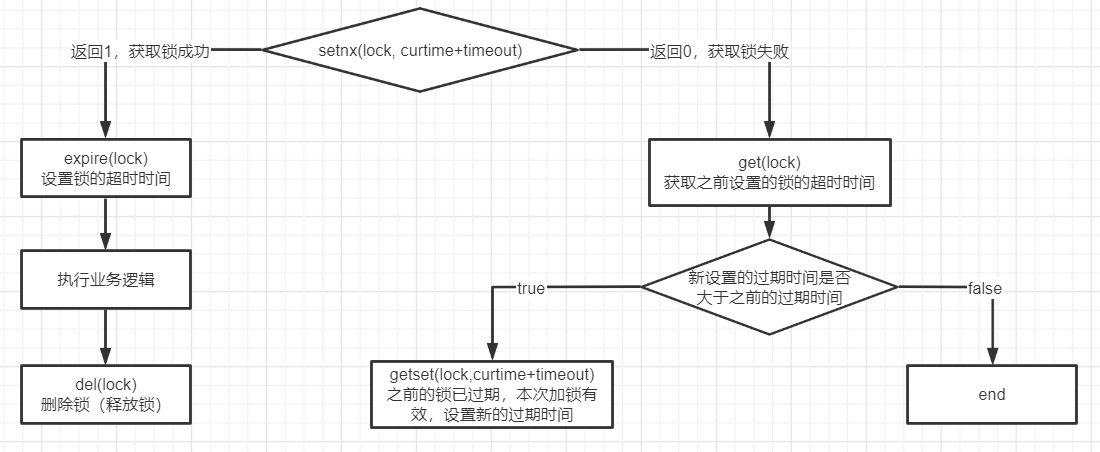 setnx(lock, curtime+timeout)
返回1，获取锁成功
返回0，获取锁失败
expire(lock)
设置锁的超时时间
执行业务逻辑
del(lock)
删除锁（释放锁）
get(lock)
获取之前设置的锁的超时时间
新设置的过期时间是否
大于之前的过期时间
true
false
getset(lock,curtime+timeout)
之前的锁已过期，本次加锁有
效，设置新的过期时间
end